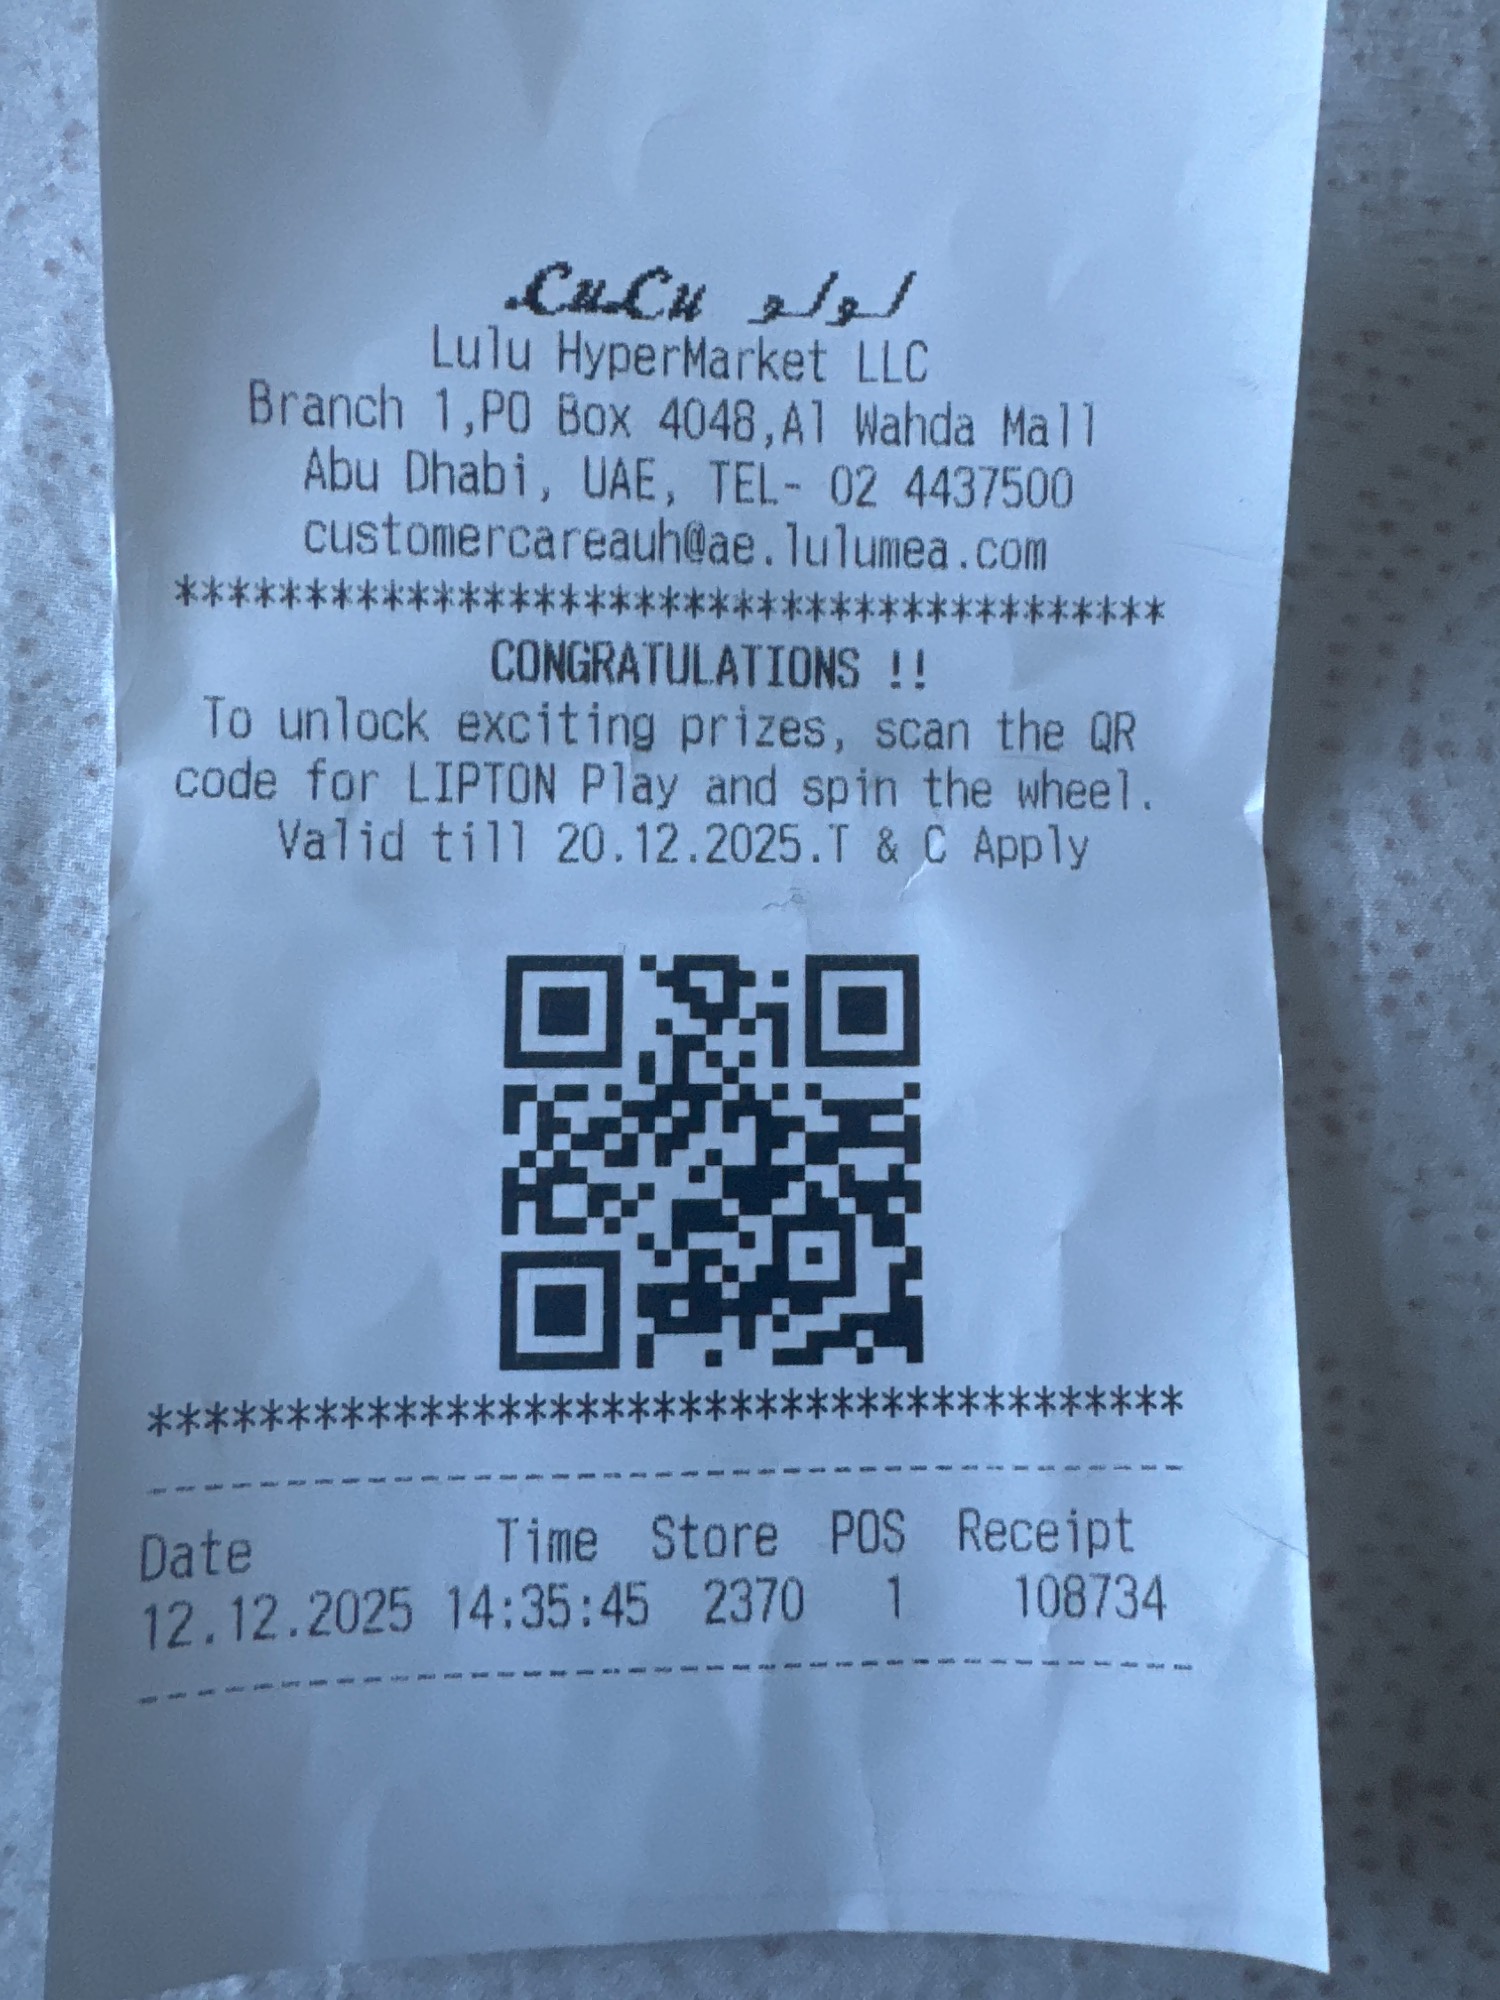 LuLu لولو
Lulu HyperMarket LLC
Branch 1,PO Box 4048,Al Wahda Mall
Abu Dhabi, UAE, TEL- 02 4437500
customercareauh@ae.lulumea.com
***************************************
CONGRATULATIONS !!
To unlock exciting prizes, scan the QR
code for LIPTON Play and spin the wheel.
Valid till 20.12.2025.T & C Apply
***************************************
----------------------------------------
Date Time Store POS Receipt
12.12.2025 14:35:45 2370 1 108734
----------------------------------------